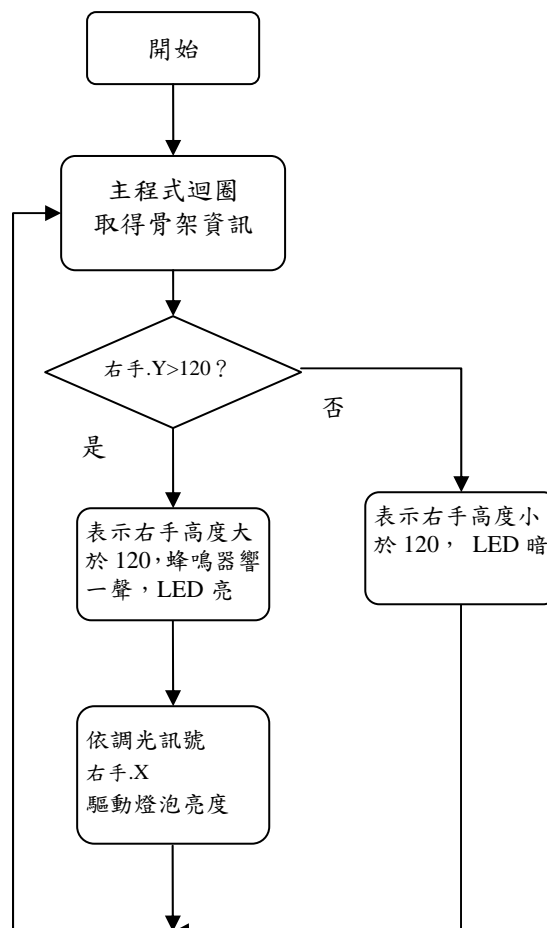 開始
主程式迴圈
取得骨架資訊
右手.Y>120？
否
是
表示右手高度大
於 120，蜂鳴器響
一聲，LED 亮
表示右手高度小
於 120， LED 暗
依調光訊號
右手.X
驅動燈泡亮度